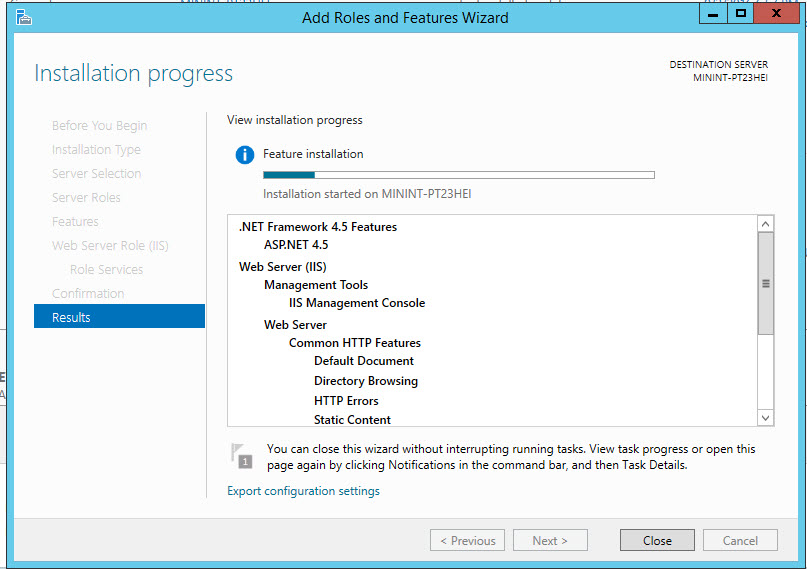 Add Roles and Features Wizard
Installation progress
DESTINATION SERVER
MININT-PT23HEI
Before You Begin
Installation Type
Server Selection
Server Roles
Features
Web Server Role (IIS)
Role Services
Confirmation
Results
View installation progress
Feature installation
Installation started on MININT-PT23HEI
.NET Framework 4.5 Features
ASP.NET 4.5
Web Server (IIS)
Management Tools
IIS Management Console
Web Server
Common HTTP Features
Default Document
Directory Browsing
HTTP Errors
Static Content
1
You can close this wizard without interrupting running tasks. View task progress or open this
page again by clicking Notifications in the command bar, and then Task Details.
Export configuration settings
< Previous
Next >
Close
Cancel